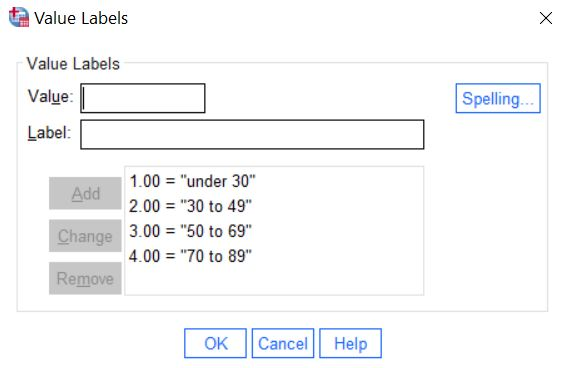 Value Labels
Value Labels
Value:
Spelling...
Label:
1.00 = "under 30"
Add
2.00 = "30 to 49"
Change
3.00 = "50 to 69"
4.00 = "70 to 89"
Remove
OK Cancel Help